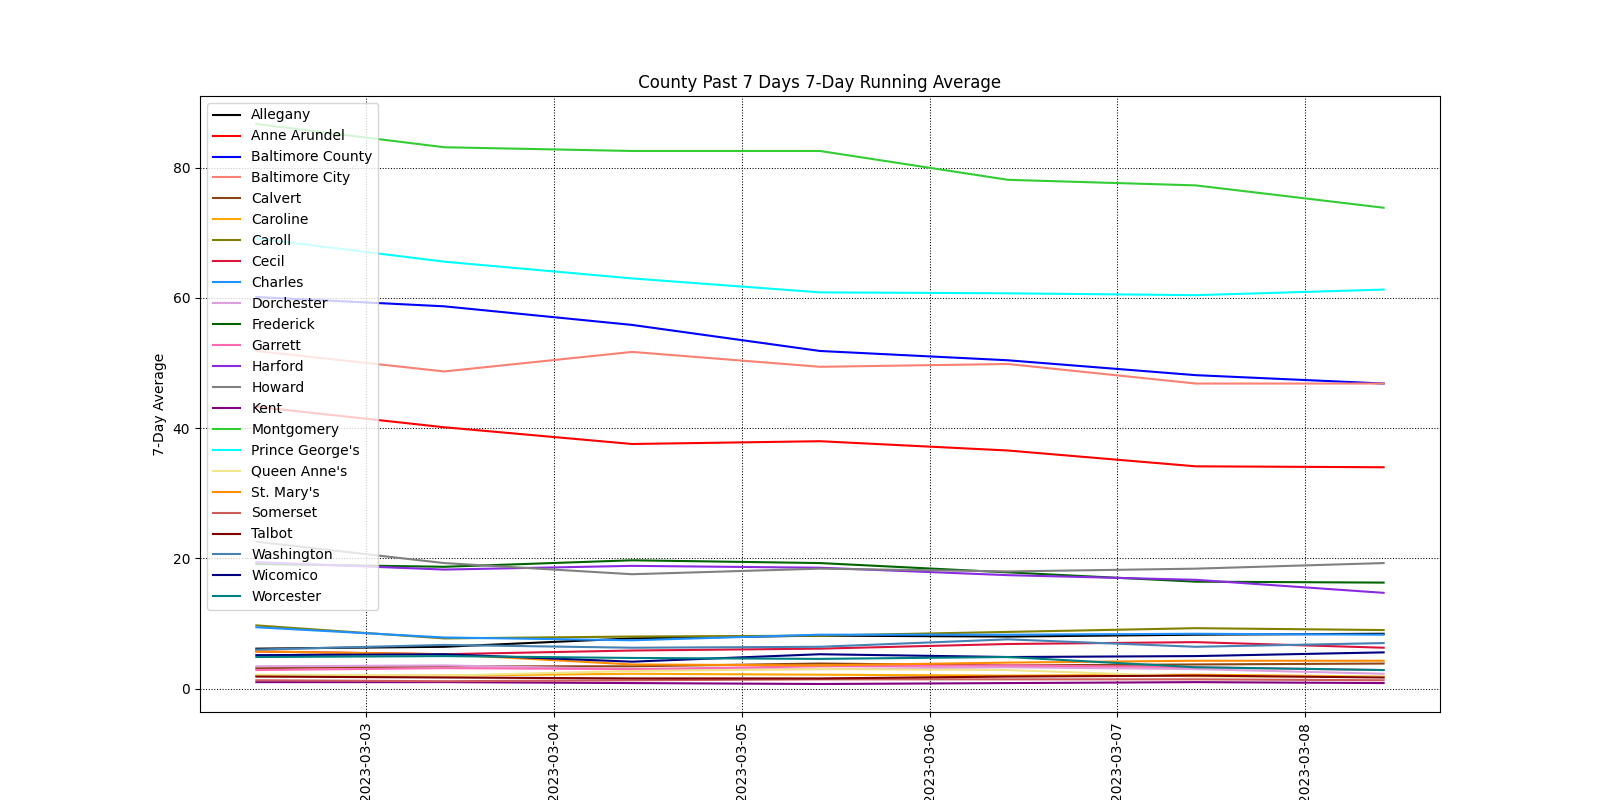 County Past 7 Days 7-Day Running Average
7-Day Average
80
60
40
20
0
Allegany
Anne Arundel
Baltimore County
Baltimore City
Calvert
Caroline
Caroll
Cecil
Charles
Dorchester
Frederick
Garrett
Harford
Howard
Kent
Montgomery
Prince George's
Queen Anne's
St. Mary's
Somerset
Talbot
Washington
Wicomico
Worcester
2023-03-03
2023-03-04
2023-03-05
2023-03-06
2023-03-07
2023-03-08